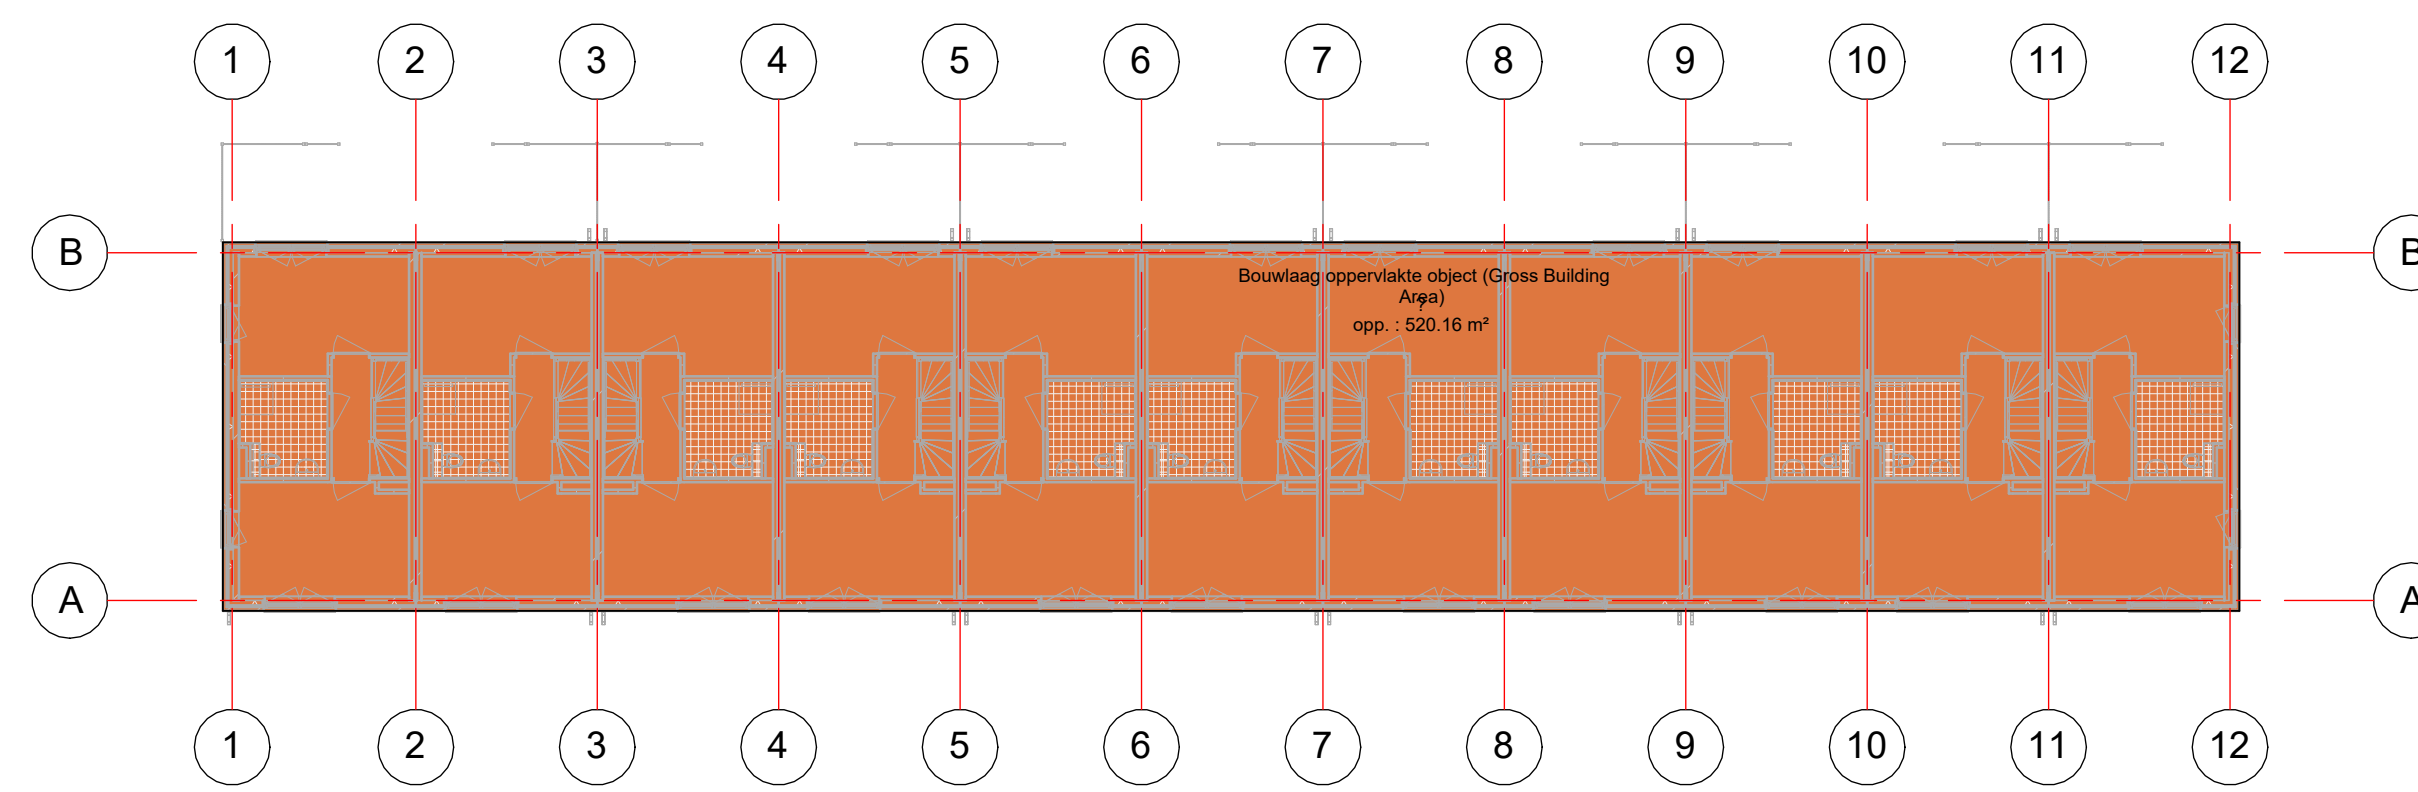 1 2 3 4 5 6 7 8 9 10 11 12
B B
Bouwlaag oppervlakte object (Gross Building
Area)
?
opp. : 520.16 m²
A A
1 2 3 4 5 6 7 8 9 10 11 12